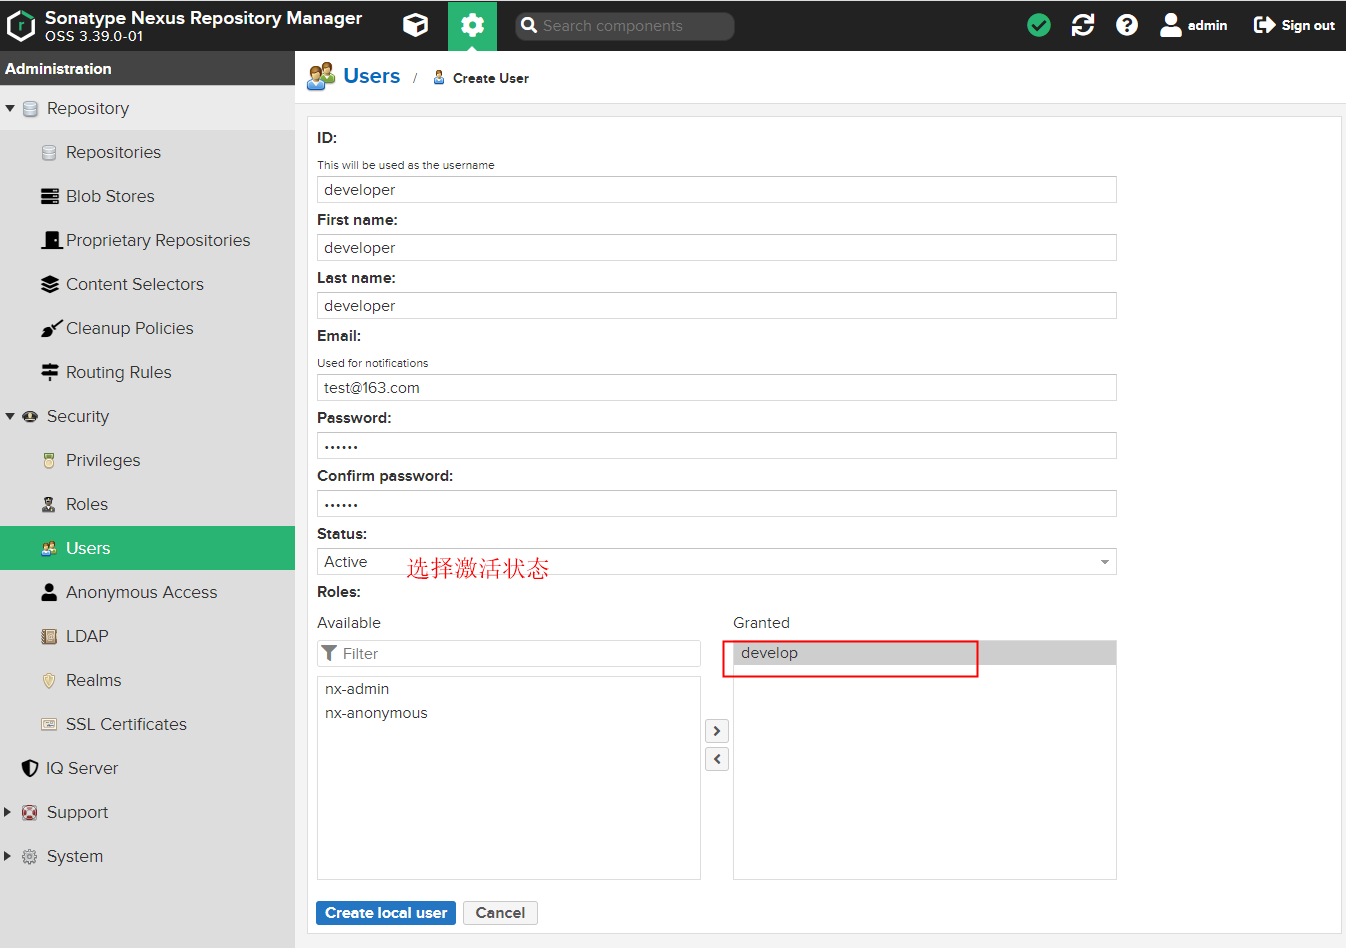 Sonatype Nexus Repository Manager
OSS 3.39.0-01
Search components
admin
Sign out
Administration
Repository
Repositories
Blob Stores
Proprietary Repositories
Content Selectors
Cleanup Policies
Routing Rules
Security
Privileges
Roles
Users
Anonymous Access
LDAP
Realms
SSL Certificates
IQ Server
Support
System
Users / Create User
ID:
This will be used as the username
developer
First name:
developer
Last name:
developer
Email:
Used for notifications
test@163.com
Password:
••••••
Confirm password:
••••••
Status:
Active
选择激活状态
Roles:
Available
Filter
nx-admin
nx-anonymous
Granted
develop
Create local user
Cancel